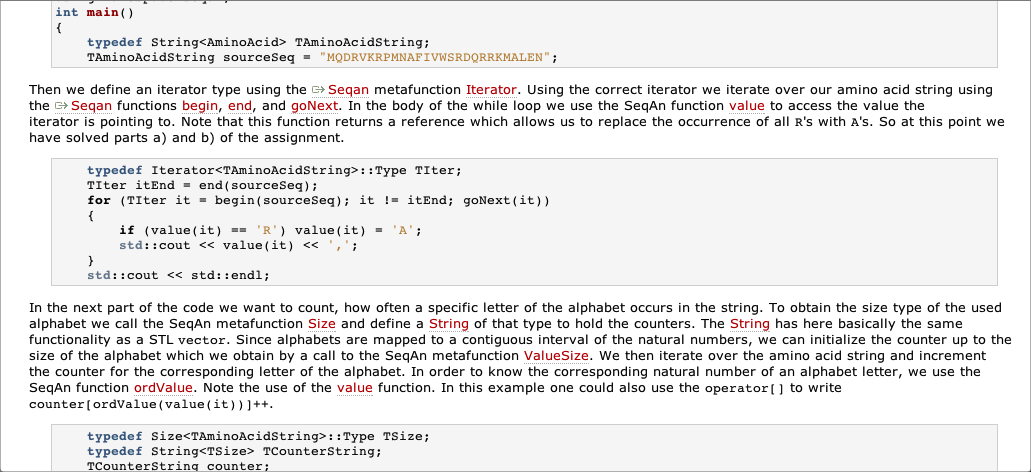 int main()
{
typedef String<AminoAcid> TAminoAcidString;
TAminoAcidString sourceSeq = "MQDRVKRPMNAFIVWSRDQRRKMALEN";
Then we define an iterator type using the Seqan metafunction Iterator. Using the correct iterator we iterate over our amino acid string using
the Seqan functions begin, end, and goNext. In the body of the while loop we use the SeqAn function value to access the value the
iterator is pointing to. Note that this function returns a reference which allows us to replace the occurrence of all R's with A's. So at this point we
have solved parts a) and b) of the assignment.
typedef Iterator<TAminoAcidString>::Type TIter;
TIter itEnd = end(sourceSeq);
for (TIter it = begin(sourceSeq); it != itEnd; goNext(it))
{
if (value(it) == 'R') value(it) = 'A';
std::cout << value(it) << ',';
}
std::cout << std::endl;
In the next part of the code we want to count, how often a specific letter of the alphabet occurs in the string. To obtain the size type of the used
alphabet we call the SeqAn metafunction Size and define a String of that type to hold the counters. The String has here basically the same
functionality as a STL vector. Since alphabets are mapped to a contiguous interval of the natural numbers, we can initialize the counter up to the
size of the alphabet which we obtain by a call to the SeqAn metafunction ValueSize. We then iterate over the amino acid string and increment
the counter for the corresponding letter of the alphabet. In order to know the corresponding natural number of an alphabet letter, we use the
SeqAn function ordValue. Note the use of the value function. In this example one could also use the operator[] to write
counter[ordValue(value(it))]++.
typedef Size<TAminoAcidString>::Type TSize;
typedef String<TSize> TCounterString;
TCounterString counter;